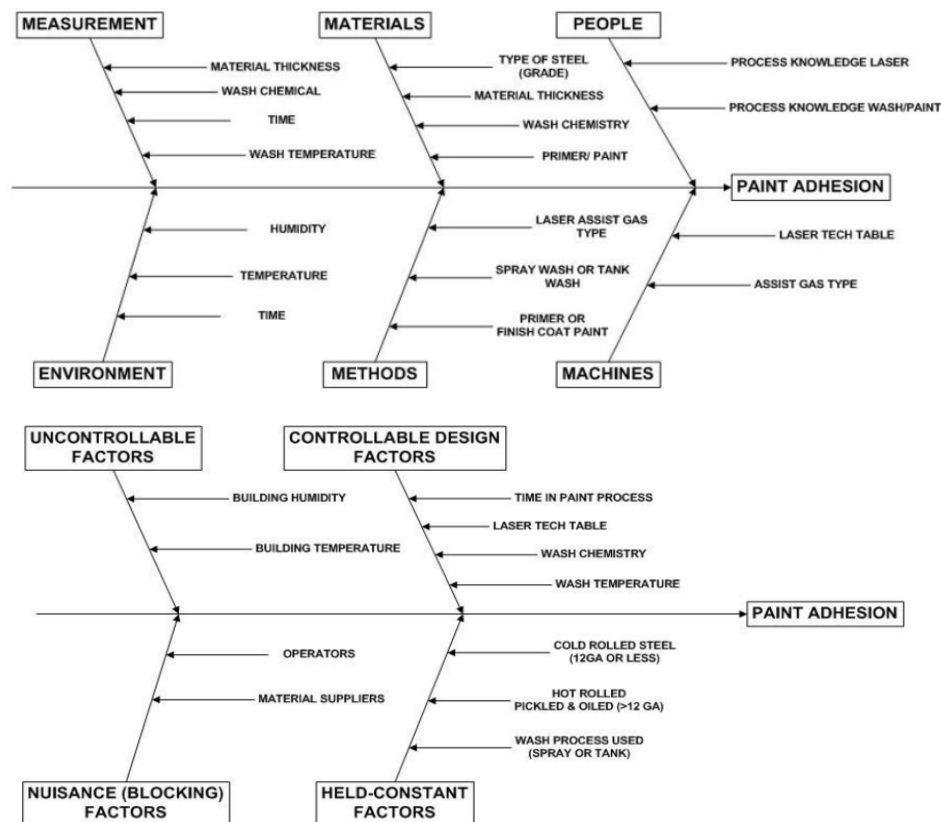 MEASUREMENT
MATERIALS
PEOPLE
MATERIAL THICKNESS
WASH CHEMICAL
TIME
WASH TEMPERATURE
TYPE OF STEEL
(GRADE)
MATERIAL THICKNESS
WASH CHEMISTRY
PRIMER/ PAINT
PROCESS KNOWLEDGE LASER
PROCESS KNOWLEDGE WASH/PAINT
PAINT ADHESION
HUMIDITY
TEMPERATURE
TIME
LASER ASSIST GAS
TYPE
SPRAY WASH OR TANK
WASH
PRIMER OR
FINISH COAT PAINT
LASER TECH TABLE
ASSIST GAS TYPE
ENVIRONMENT
METHODS
MACHINES
UNCONTROLLABLE
FACTORS
CONTROLLABLE DESIGN
FACTORS
BUILDING HUMIDITY
BUILDING TEMPERATURE
TIME IN PAINT PROCESS
LASER TECH TABLE
WASH CHEMISTRY
WASH TEMPERATURE
PAINT ADHESION
OPERATORS
MATERIAL SUPPLIERS
COLD ROLLED STEEL
(12GA OR LESS)
HOT ROLLED
PICKLED & OILED (>12 GA)
WASH PROCESS USED
(SPRAY OR TANK)
NUISANCE (BLOCKING)
FACTORS
HELD-CONSTANT
FACTORS